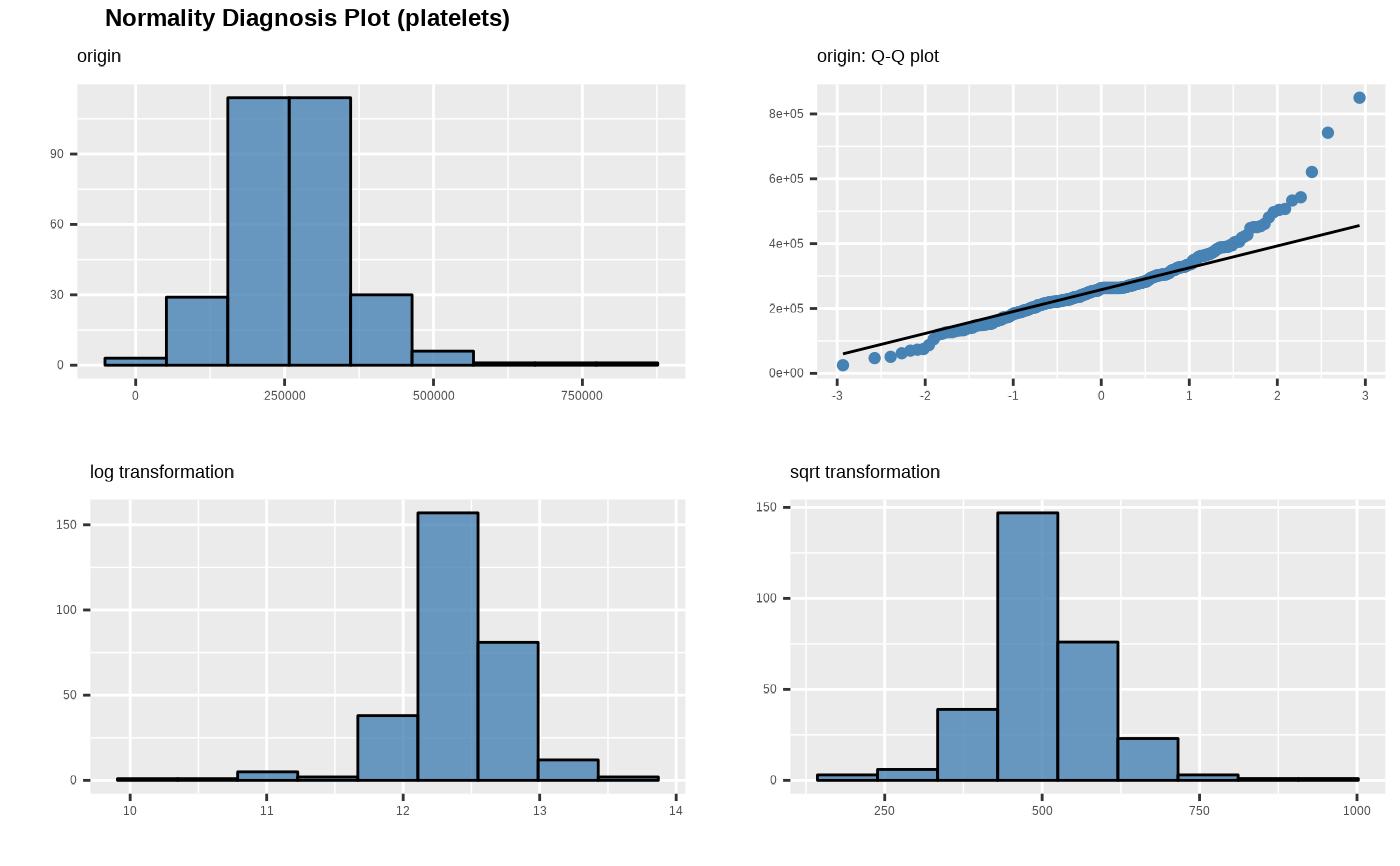 Normality Diagnosis Plot (platelets)
origin
90
60
30
0
0 250000 500000 750000
origin: Q-Q plot
8e+05
6e+05
4e+05
2e+05
0e+00
-3 -2 -1 0 1 2 3
log transformation
150
100
50
0
10 11 12 13 14
sqrt transformation
150
100
50
0
250 500 750 1000